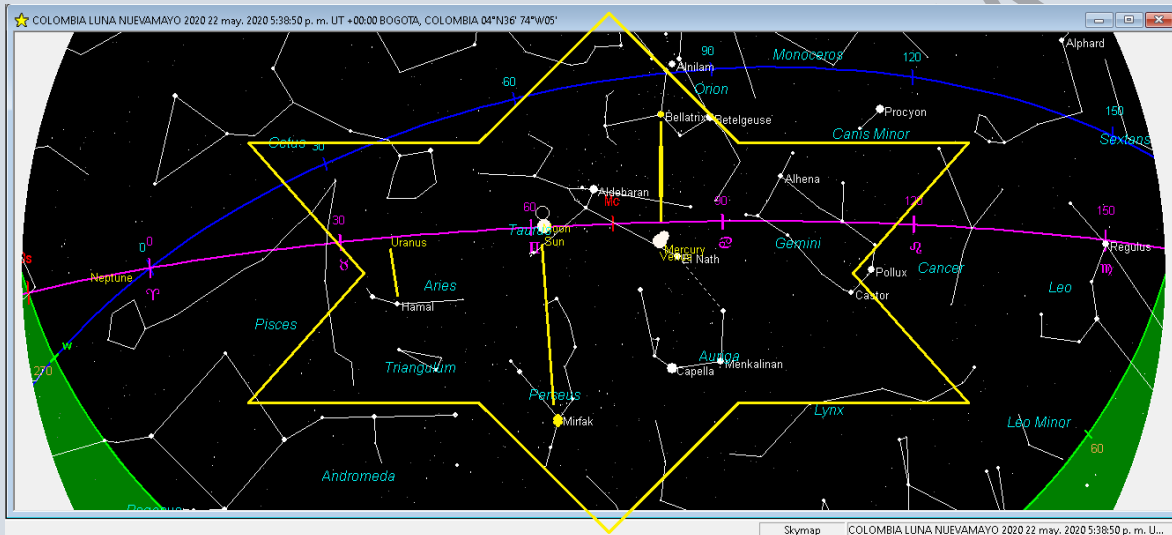 COLOMBIA LUNA NUEVAMAYO 2020 22 may. 2020 5:38:50 p. m. UT +00:00 BOGOTA, COLOMBIA 04°N36' 74°W05'
Alphard
Monoceros
90
Alnilam
120
60
Orion
Procyon
150
Bellatrix
Betelgeuse
Canis Minor
Sextans
Cetus
30
Alhena
Aldebaran
Mc
60
90
120
150
30
Taurus
Sun
0
0
Uranus
Mercury
Gemini
Regulus
El Nath
Neptune
Pollux
Cancer
Aries
Leo
Hamal
Castor
Pisces
W
Auriga
Triangulum
Menkalinan
270
Capella
Perseus
Lynx
Mirfak
Leo Minor
60
Andromeda
Skymap
COLOMBIA LUNA NUEVAMAYO 2020 22 may. 2020 5:38:50 p. m. U...